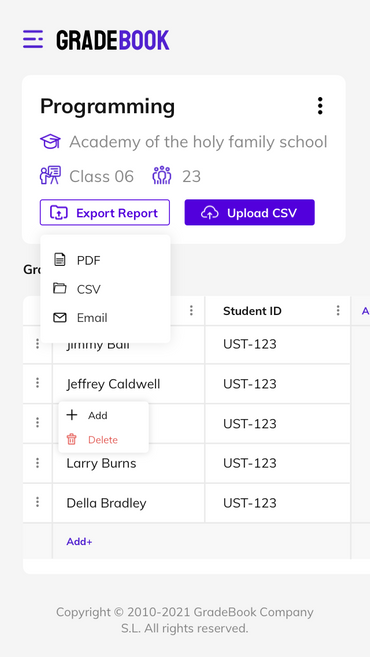 GRADEBOOK
Programming
Academy of the holy family school
Class 06 23
Export Report Upload CSV
PDF
CSV
Email
Student ID
Jimmy Ball UST-123
Jeffrey Caldwell UST-123
Add UST-123
Delete
Larry Burns UST-123
Della Bradley UST-123
Add+
Copyright © 2010-2021 GradeBook Company
S.L. All rights reserved.